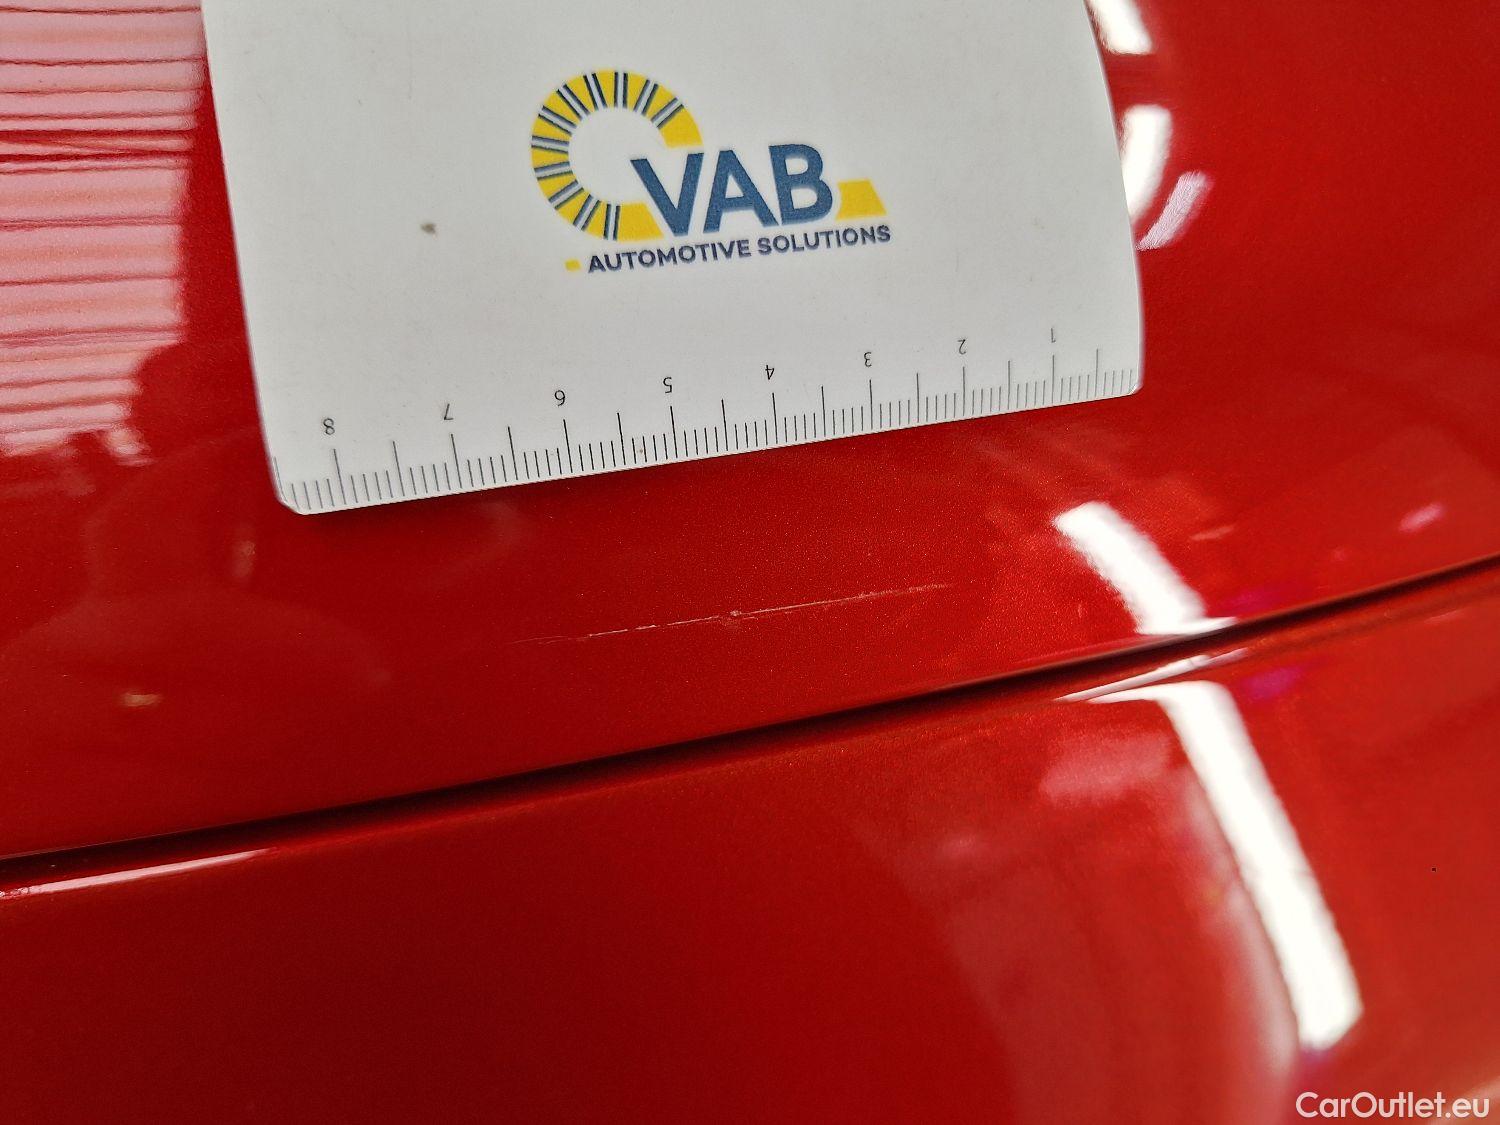 VAB
AUTOMOTIVE SOLUTIONS
8 7 6 5 4 3 2 1
CarOutlet.eu